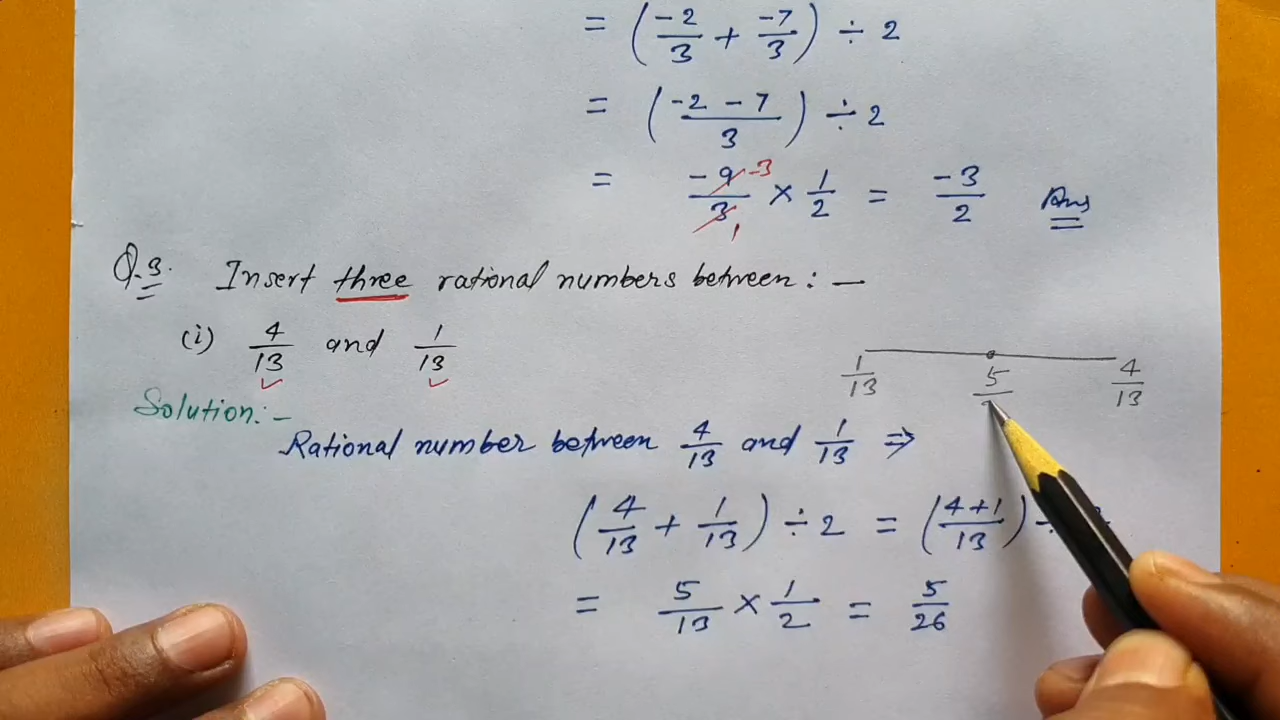 = (-2/3 + -7/3) ÷ 2
= (-2 - 7/3) ÷ 2
= -9/3 -3 1 × 1/2 = -3/2 Ans
Q.3. Insert three rational numbers between : —
(i) 4/13 and 1/13
1/13 5/ 4/13
Solution:-
Rational number between 4/13 and 1/13 ⇒
(4/13 + 1/13) ÷ 2 = (4+1/13) ÷
= 5/13 × 1/2 = 5/26